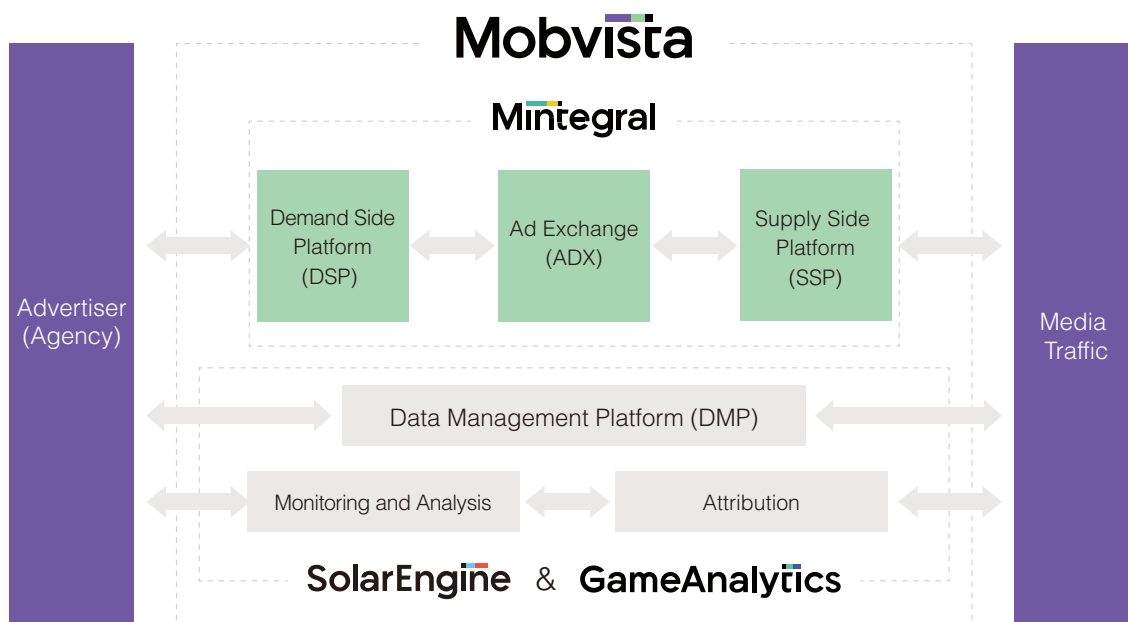 Mobvista
Mintegral
Demand Side
Platform
(DSP)
Ad Exchange
(ADX)
Supply Side
Platform
(SSP)
Advertiser
(Agency)
Media
Traffic
Data Management Platform (DMP)
Monitoring and Analysis
Attribution
SolarEngine & GameAnalytics